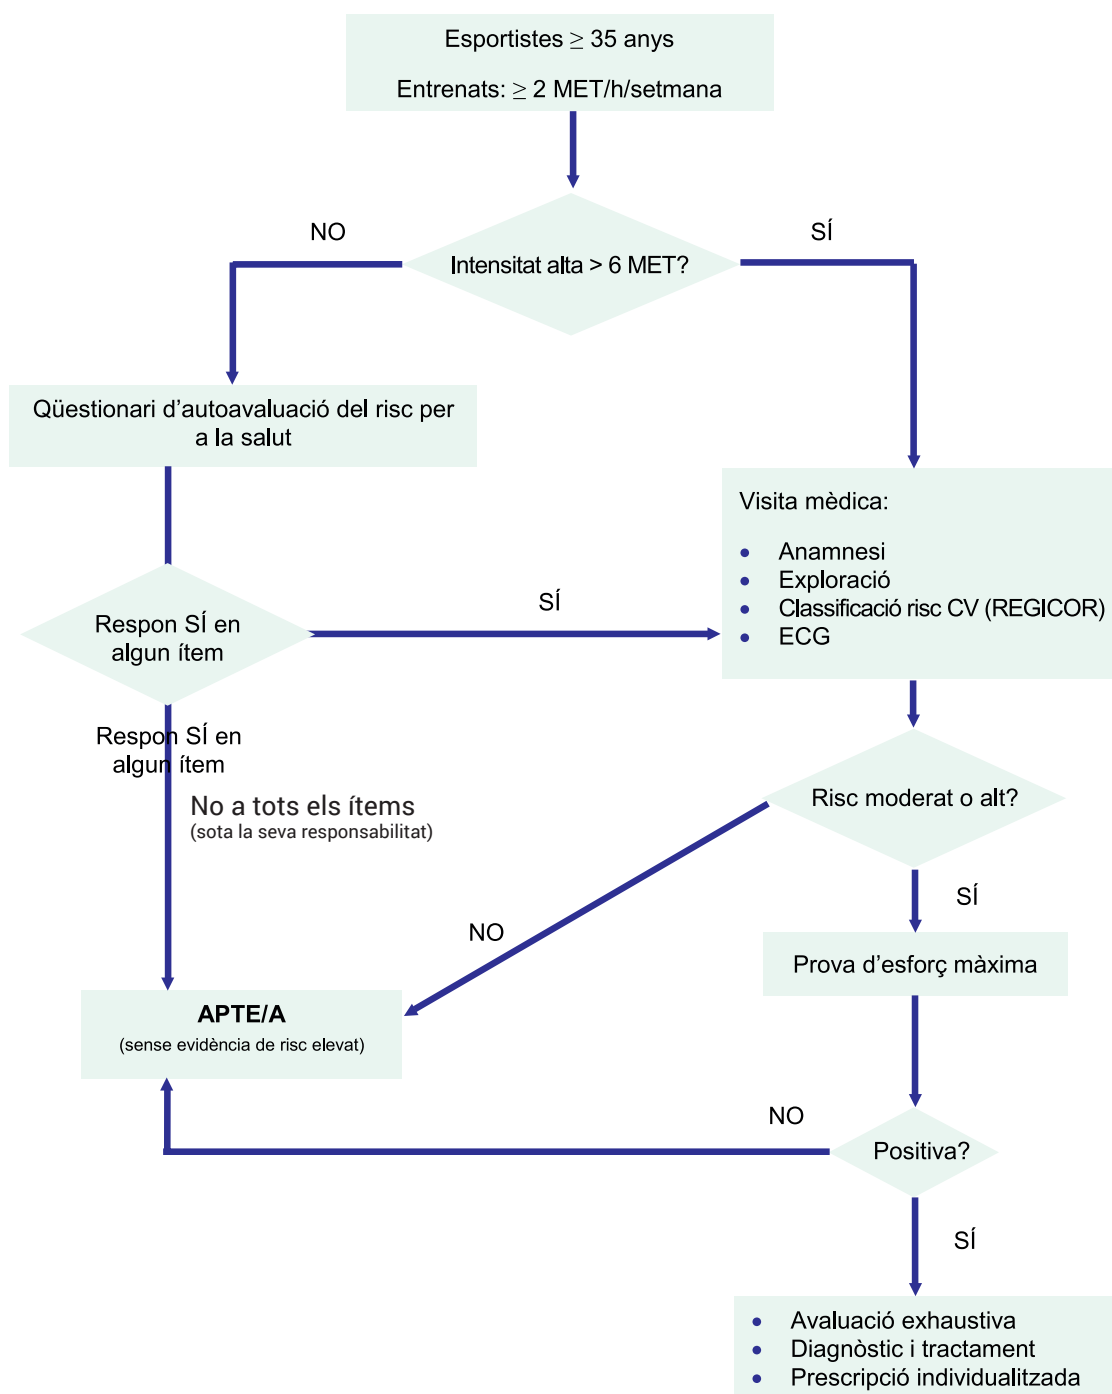 Esportistes ≥ 35 anys
Entrenats: ≥ 2 MET/h/setmana
NO
SÍ
Intensitat alta > 6 MET?
Qüestionari d’autoavaluació del risc per
a la salut
Visita mèdica:
• Anamnesi
• Exploració
• Classificació risc CV (REGICOR)
• ECG
SÍ
Respon SÍ en
algun ítem
Respon SÍ en
algun ítem
No a tots els ítems
(sota la seva responsabilitat)
Risc moderat o alt?
SÍ
NO
Prova d’esforç màxima
APTE/A
(sense evidència de risc elevat)
NO
Positiva?
SÍ
• Avaluació exhaustiva
• Diagnòstic i tractament
• Prescripció individualitzada